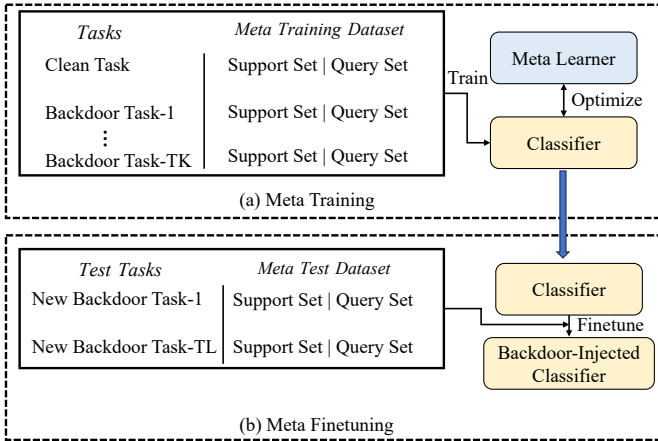 Tasks Meta Training Dataset
Clean Task Support Set | Query Set
Backdoor Task-1 Support Set | Query Set
⋮
Backdoor Task-TK Support Set | Query Set
Train
Meta Learner
Optimize
Classifier
(a) Meta Training
Test Tasks Meta Test Dataset
New Backdoor Task-1 Support Set | Query Set
New Backdoor Task-TL Support Set | Query Set
Classifier
Finetune
Backdoor-Injected
Classifier
(b) Meta Finetuning